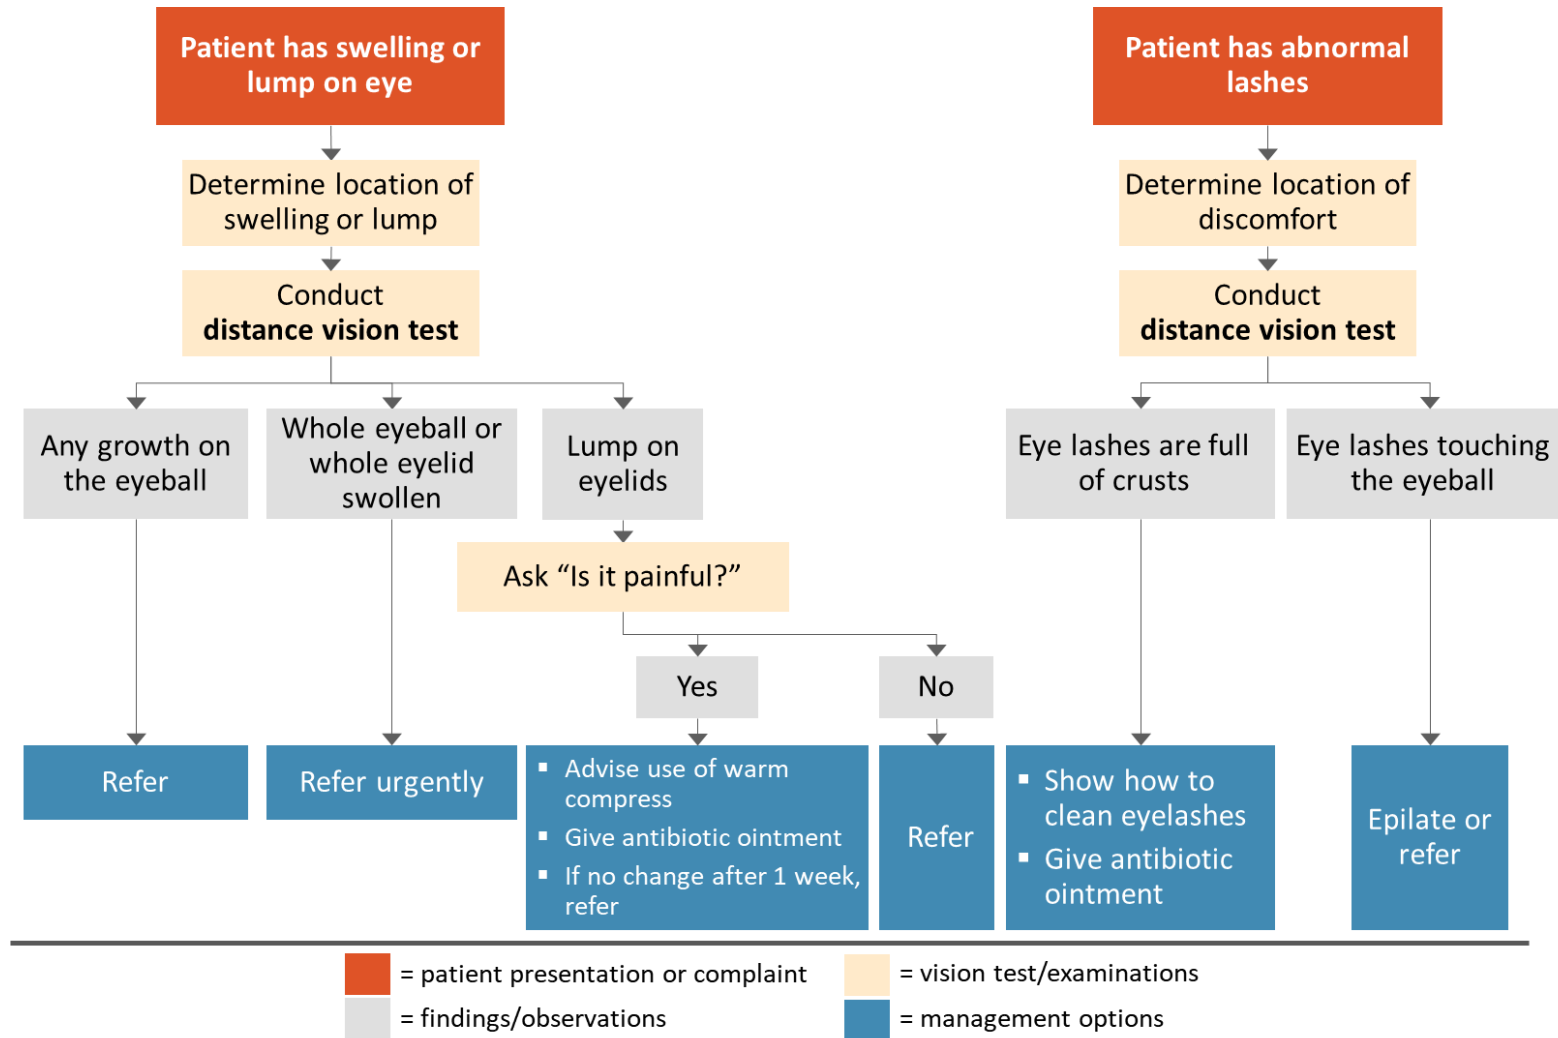 Patient has swelling or
lump on eye
Patient has abnormal
lashes
Determine location of
swelling or lump
Determine location of
discomfort
Conduct
distance vision test
Conduct
distance vision test
Any growth on
the eyeball
Whole eyeball or
whole eyelid
swollen
Lump on
eyelids
Eye lashes are full
of crusts
Eye lashes touching
the eyeball
Ask “Is it painful?”
Yes
No
Refer
Refer urgently
▪ Advise use of warm
compress
▪ Give antibiotic ointment
▪ If no change after 1 week,
refer
Refer
▪ Show how to
clean eyelashes
▪ Give antibiotic
ointment
Epilate or
refer
= patient presentation or complaint
= vision test/examinations
= findings/observations
= management options